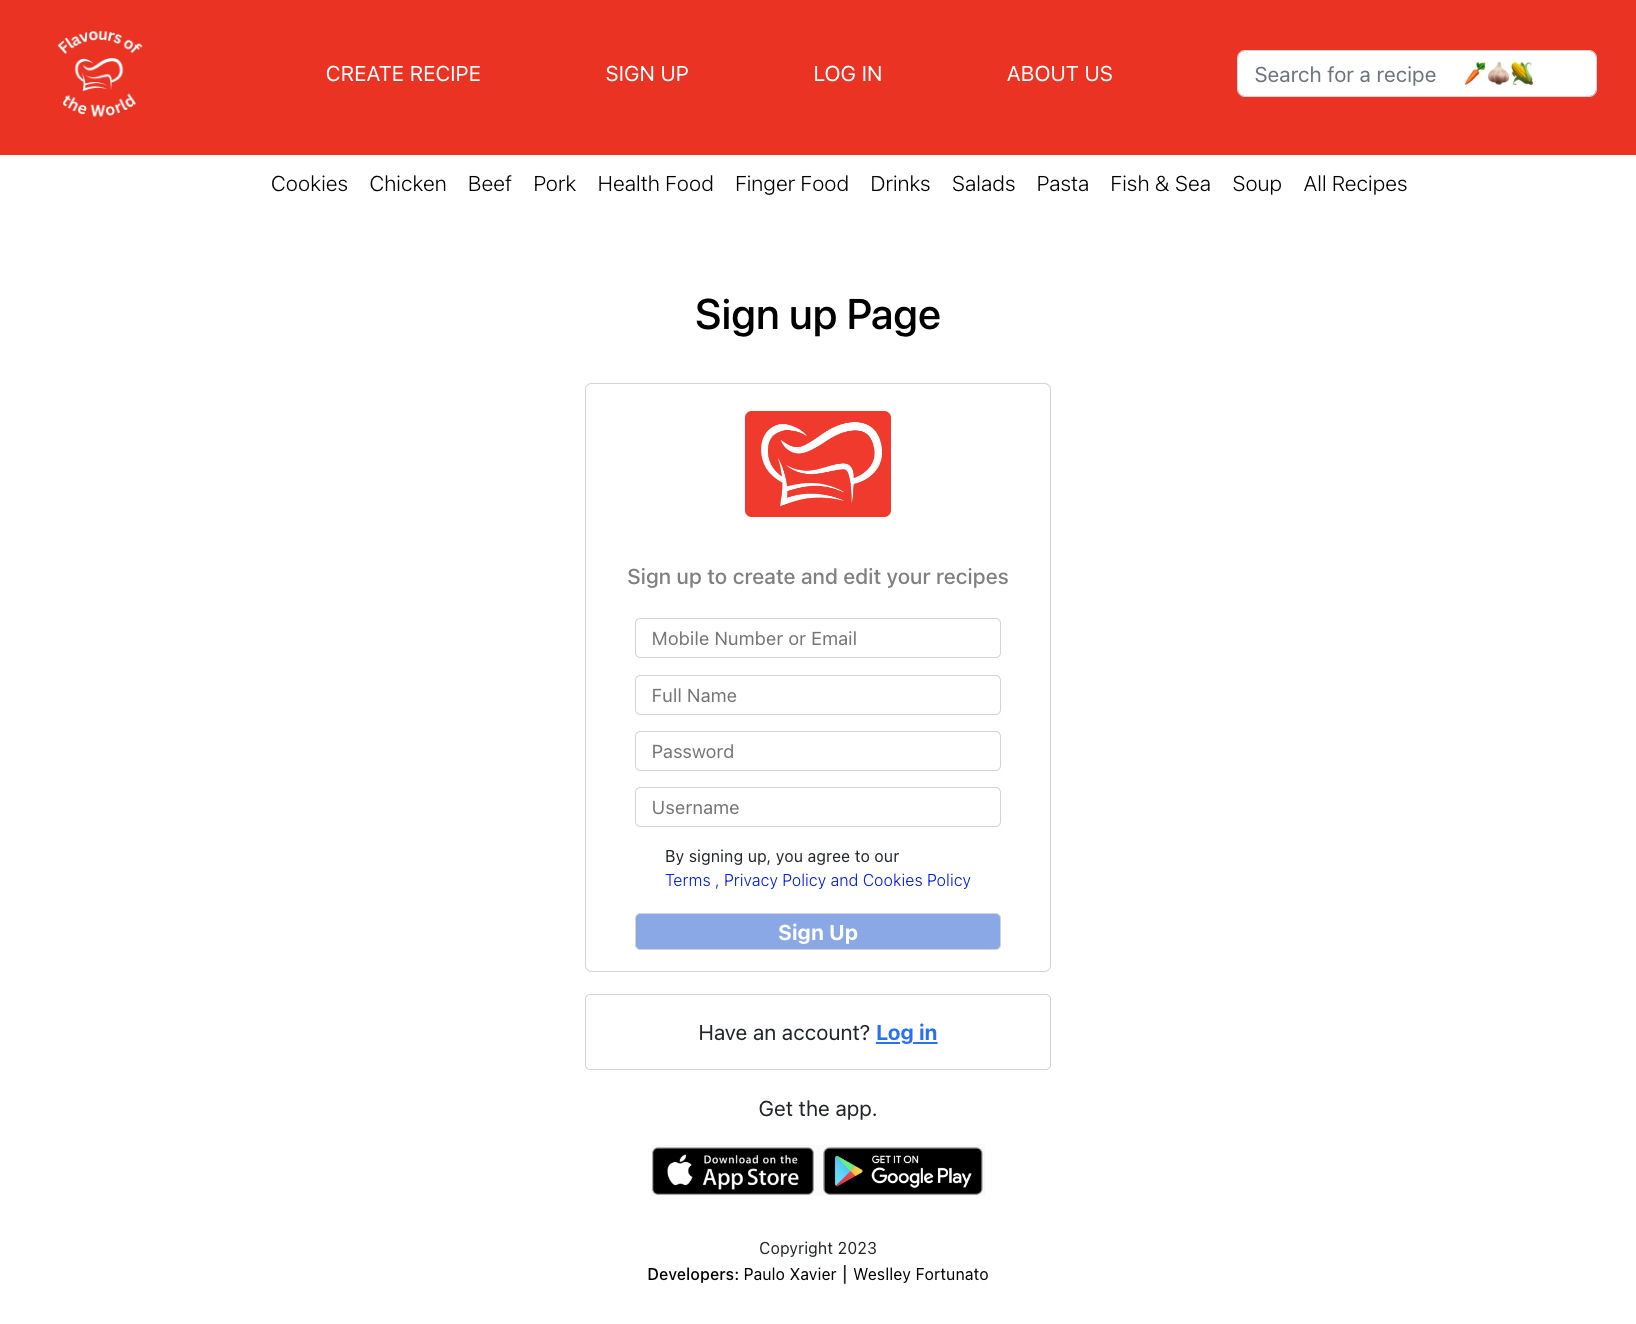 Flavours of
the World
CREATE RECIPE
SIGN UP
LOG IN
ABOUT US
Search for a recipe 🥕🧄🌽
Cookies Chicken Beef Pork Health Food Finger Food Drinks Salads Pasta Fish & Sea Soup All Recipes
Sign up Page
Sign up to create and edit your recipes
Mobile Number or Email
Full Name
Password
Username
By signing up, you agree to our
Terms , Privacy Policy and Cookies Policy
Sign Up
Have an account? Log in
Get the app.
Download on the
App Store
GET IT ON
Google Play
Copyright 2023
Developers: Paulo Xavier | Weslley Fortunato